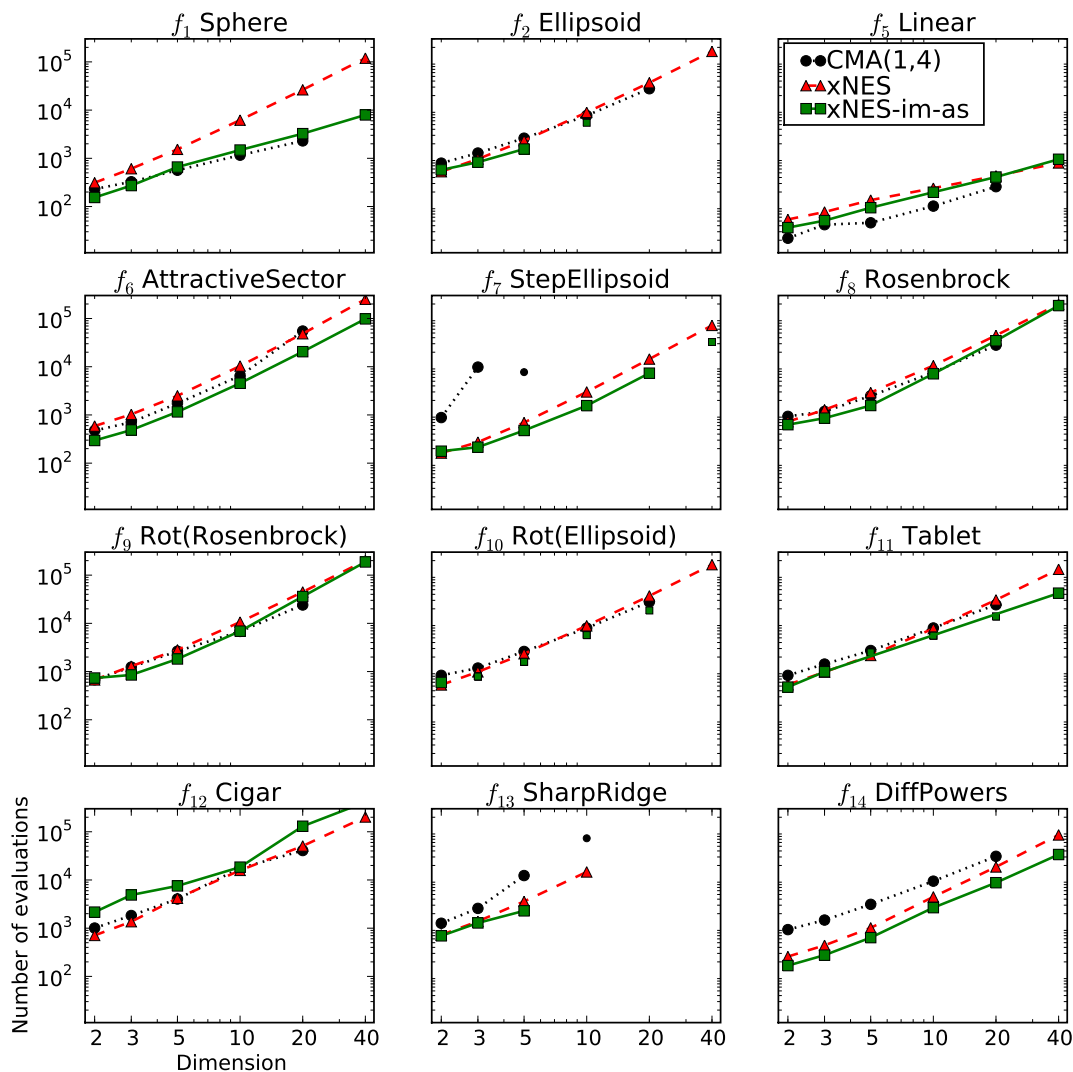 f1 Sphere
f2 Ellipsoid
f5 Linear
10^5
10^4
10^3
10^2
CMA(1,4)
xNES
xNES-im-as
f6 AttractiveSector
f7 StepEllipsoid
f8 Rosenbrock
10^5
10^4
10^3
10^2
f9 Rot(Rosenbrock)
f10 Rot(Ellipsoid)
f11 Tablet
10^5
10^4
10^3
10^2
f12 Cigar
f13 SharpRidge
f14 DiffPowers
Number of evaluations
10^5
10^4
10^3
10^2
2 3 5 10 20 40
2 3 5 10 20 40
2 3 5 10 20 40
Dimension